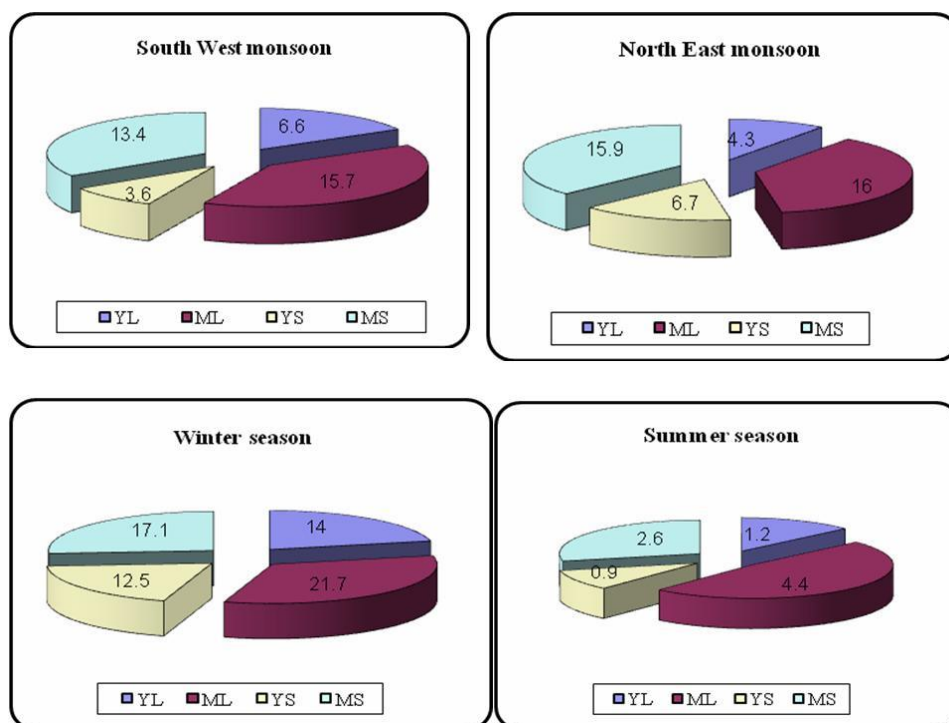 South West monsoon
13.4
6.6
3.6
15.7
YL ML YS MS
North East monsoon
4.3
15.9
16
6.7
YL ML YS MS
Winter season
17.1
14
12.5
21.7
YL ML YS MS
Summer season
2.6
1.2
0.9
4.4
YL ML YS MS